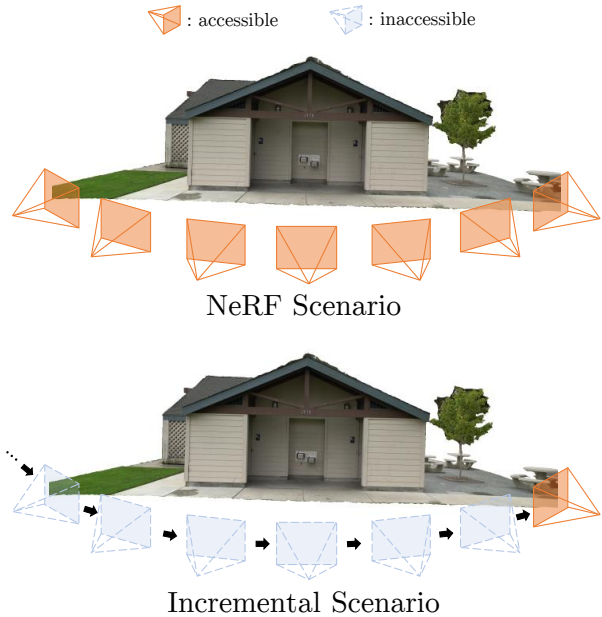 : accessible
: inaccessible
NeRF Scenario
Incremental Scenario